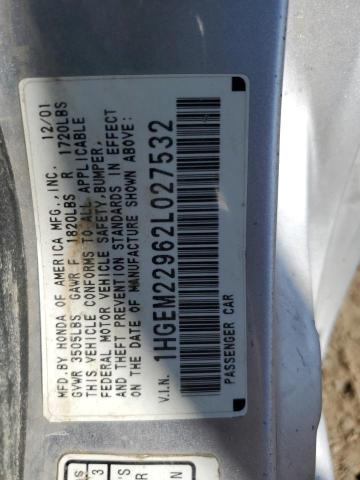 MFD.BY HONDA OF AMERICA MFG.,INC. 12/01
GVWR 3505LBS GAWR F 1820LBS R 1720LBS
THIS VEHICLE CONFORMS TO ALL APPLICABLE
FEDERAL MOTOR VEHICLE SAFETY,BUMPER,
AND THEFT PREVENTION STANDARDS IN EFFECT
ON THE DATE OF MANUFACTURE SHOWN ABOVE.
V.I.N. 1HGEM22962L027532
PASSENGER CAR
3
'S
R
N